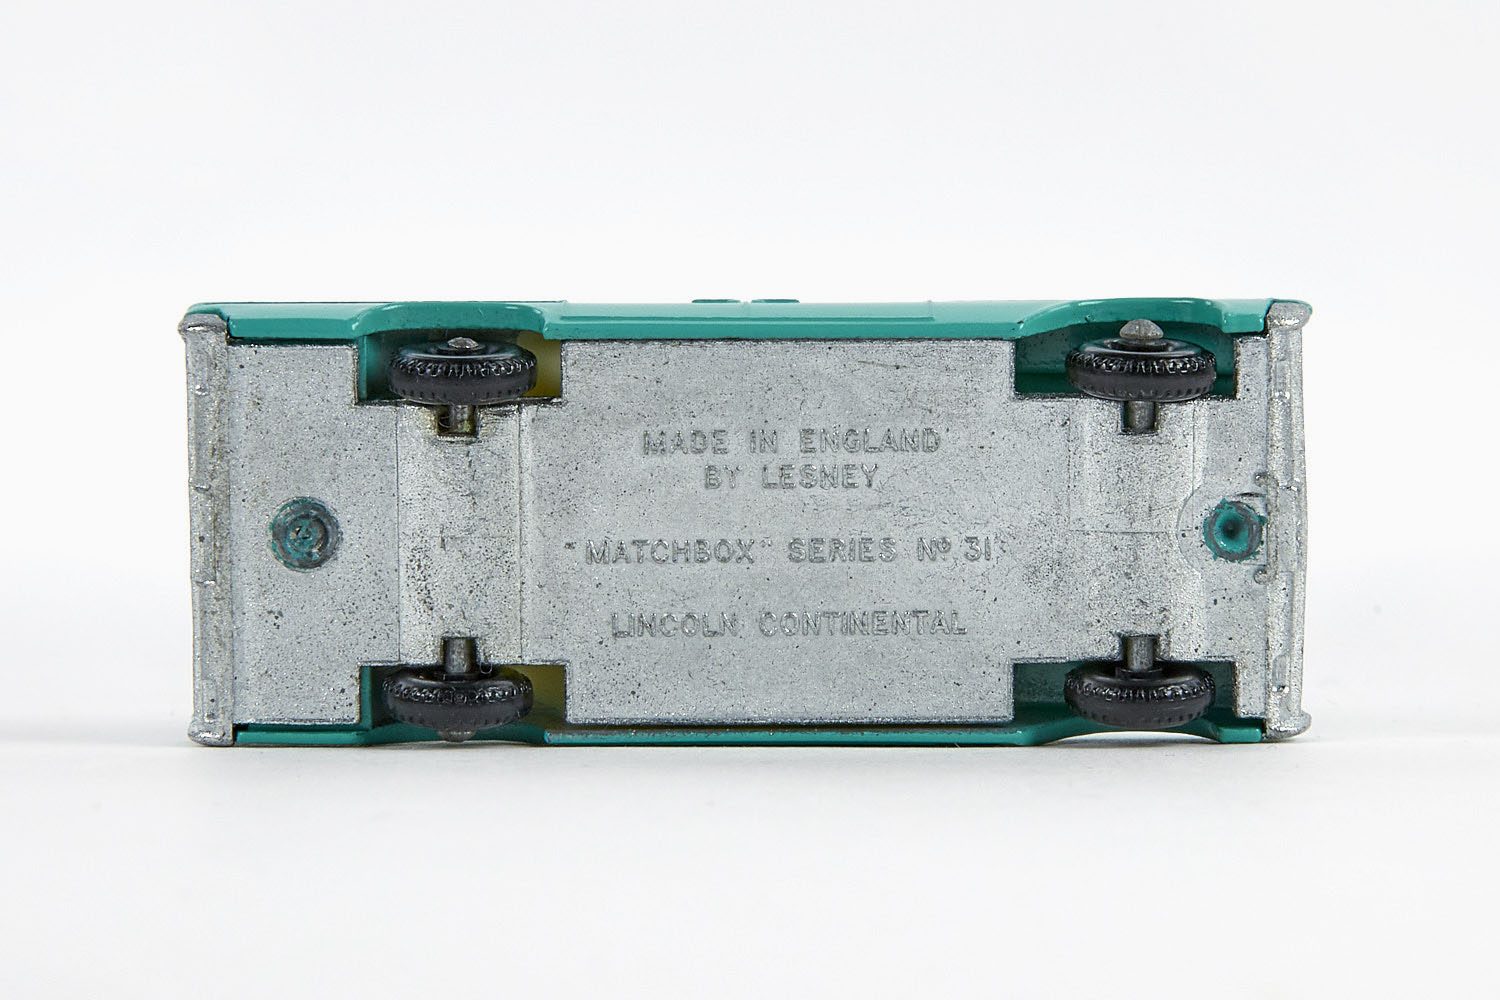 MADE IN ENGLAND
BY LESNEY
"MATCHBOX" SERIES Nº 31
LINCOLN CONTINENTAL